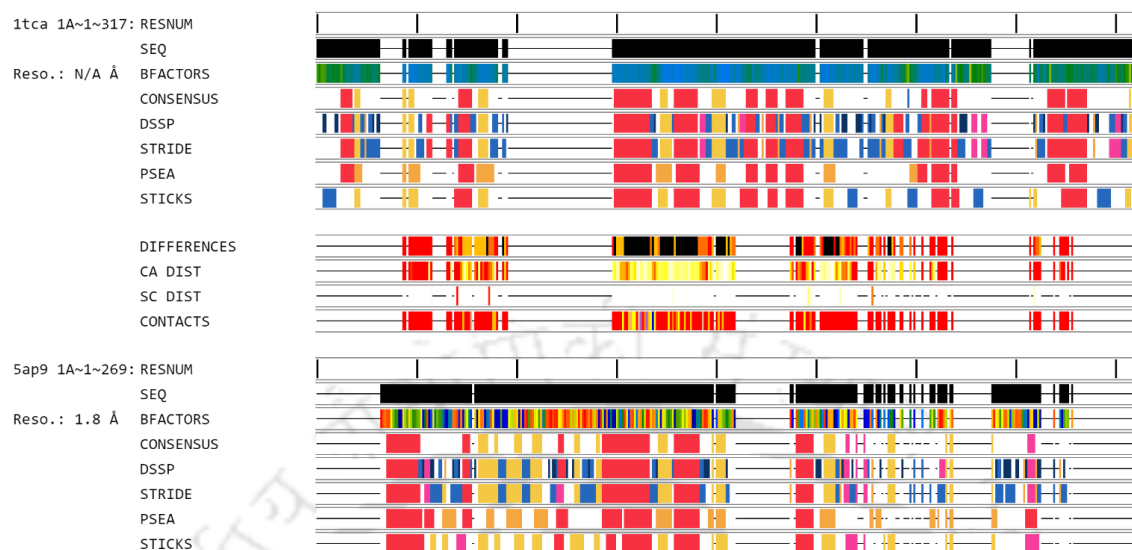 1tca 1A~1~317: RESNUM
SEQ
Reso.: N/A Å BFACTORS
CONSENSUS
DSSP
STRIDE
PSEA
STICKS
DIFFERENCES
CA DIST
SC DIST
CONTACTS
5ap9 1A~1~269: RESNUM
SEQ
Reso.: 1.8 Å BFACTORS
CONSENSUS
DSSP
STRIDE
PSEA
STICKS